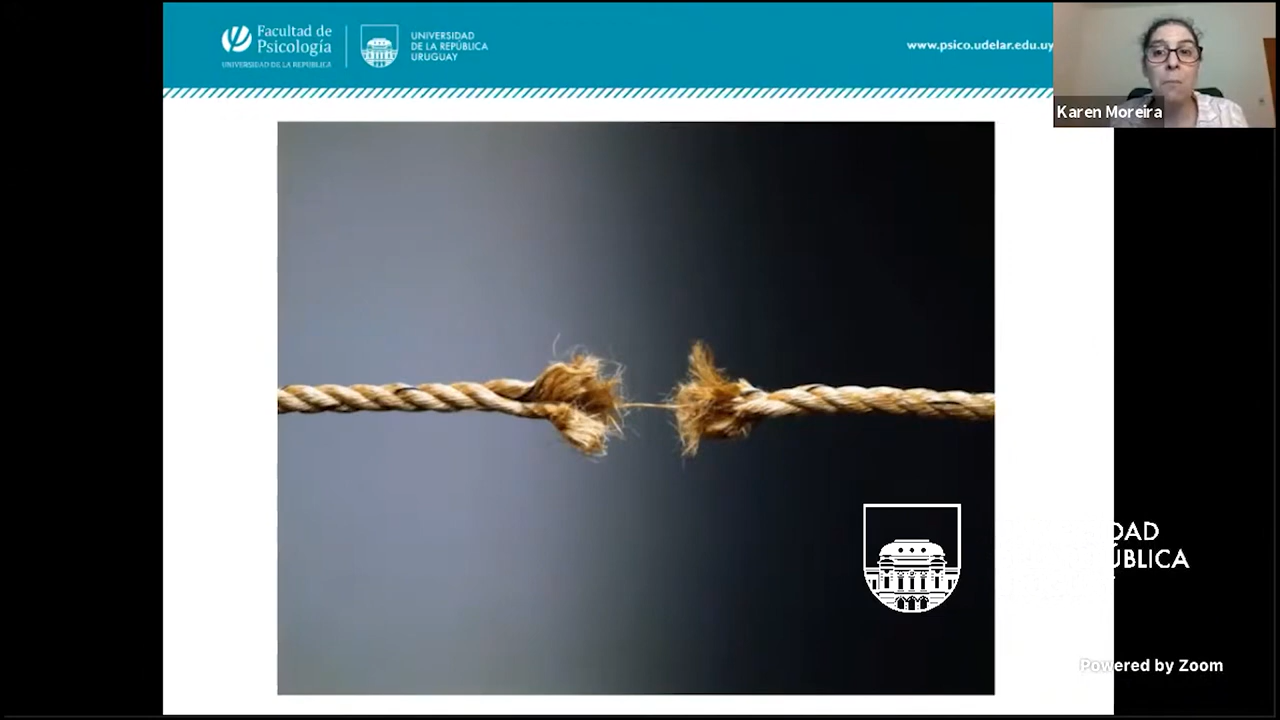 Facultad de
Psicología
UNIVERSIDAD DE LA REPÚBLICA
UNIVERSIDAD
DE LA REPÚBLICA
URUGUAY
www.psico.udelar.edu.uy
Karen Moreira
DAD
ÚBLICA
Powered by Zoom